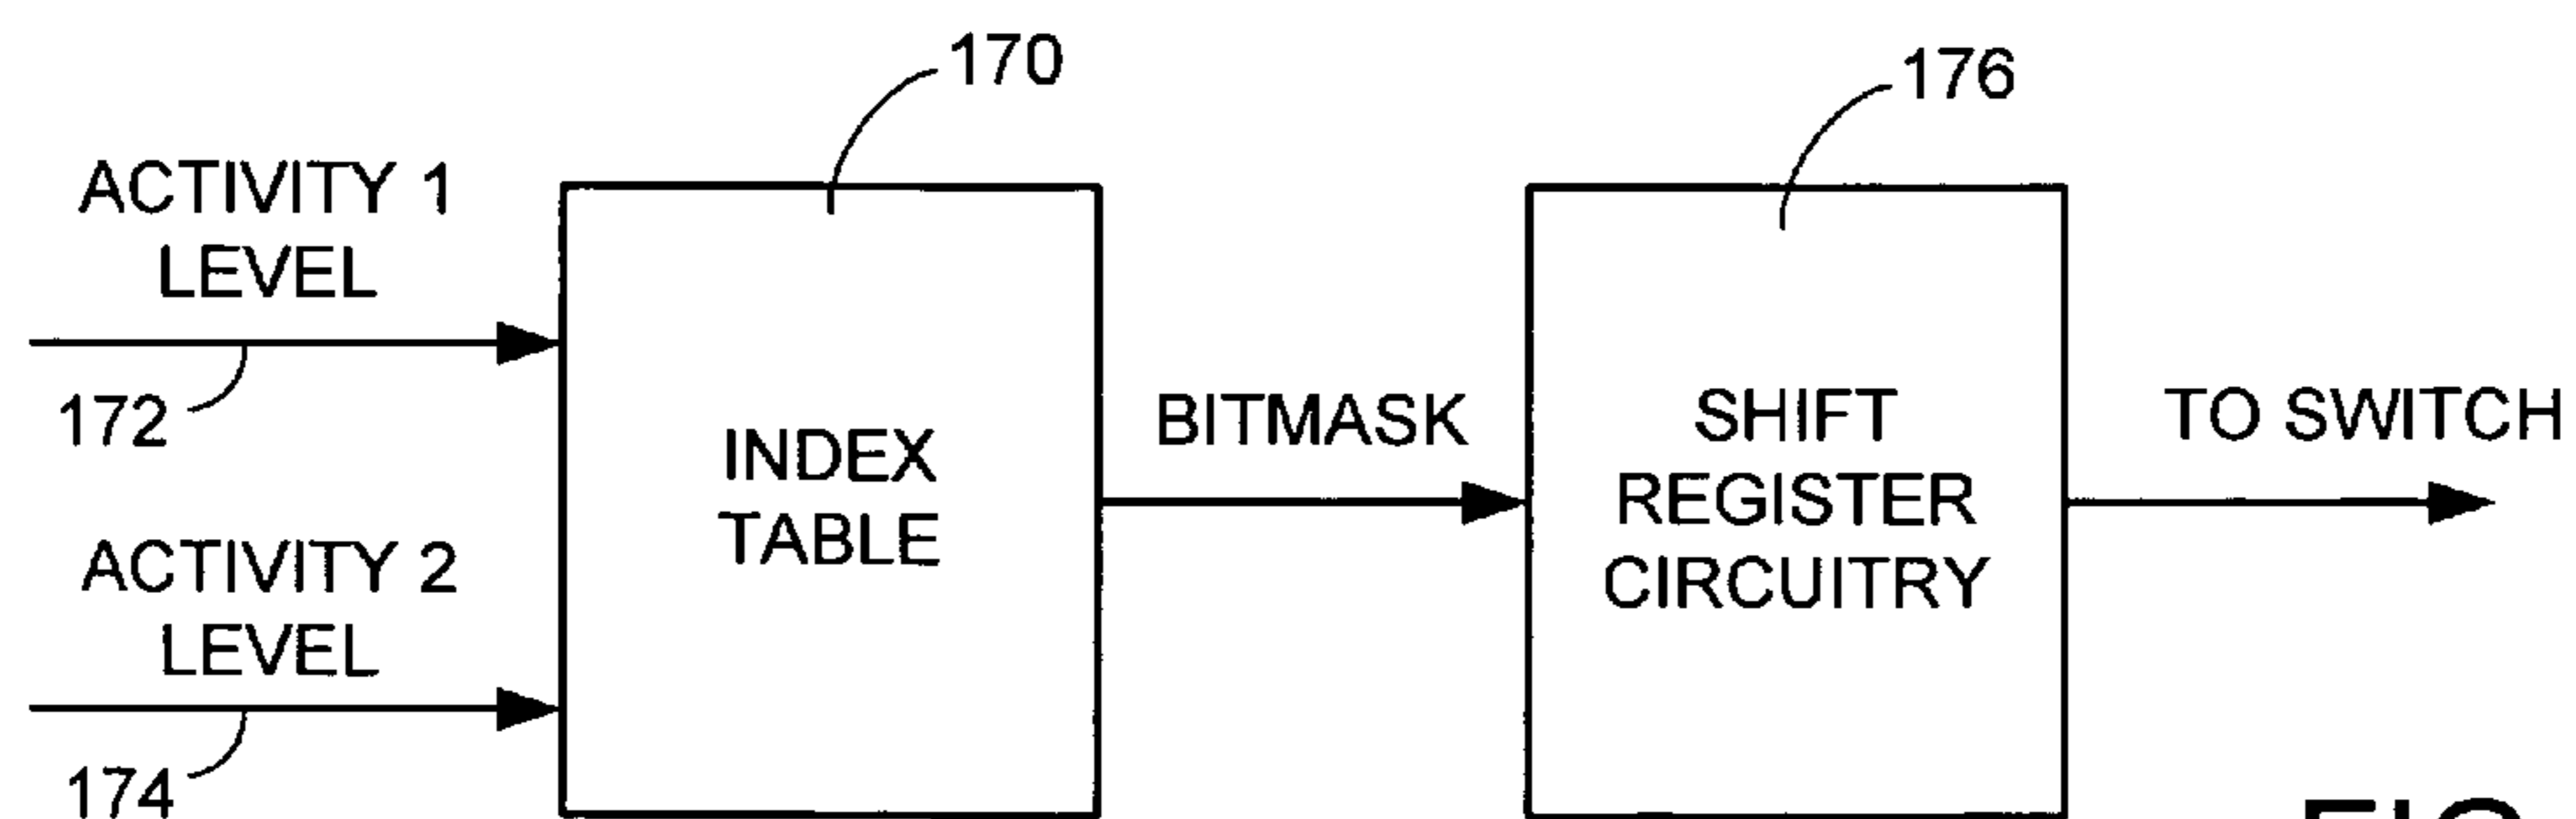 170
176
ACTIVITY 1
LEVEL
172
INDEX
TABLE
BITMASK
SHIFT
REGISTER
CIRCUITRY
TO SWITCH
ACTIVITY 2
LEVEL
174